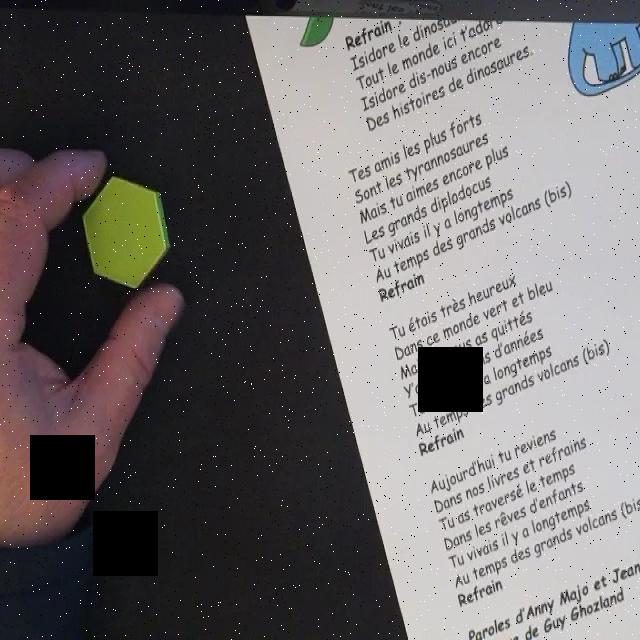 Refrain
Isidore le
Tout le monde ici t'adore
Isidore dis-nous encore
Des histoires de dinosaures.
Tes amis les plus forts
Sont les tyrannosaures
Mais tu aimes encore plus
Les grands diplodocus
Tu vivais il y a longtemps
Au temps des grands volcans (bis)
Refrain
Tu étais très heureux
Dans ce monde vert et bleu
as quittés
d'années
a longtemps
Au temps des grands volcans (bis)
Refrain
Aujourd'hui tu reviens
Dans nos livres et refrains
Tu as traversé le temps
Dans les rêves d'enfants
Tu vivais il y a longtemps
Au temps des grands volcans (bis
Refrain
Paroles d'Anny Majo et Jean
de Guy Ghozland